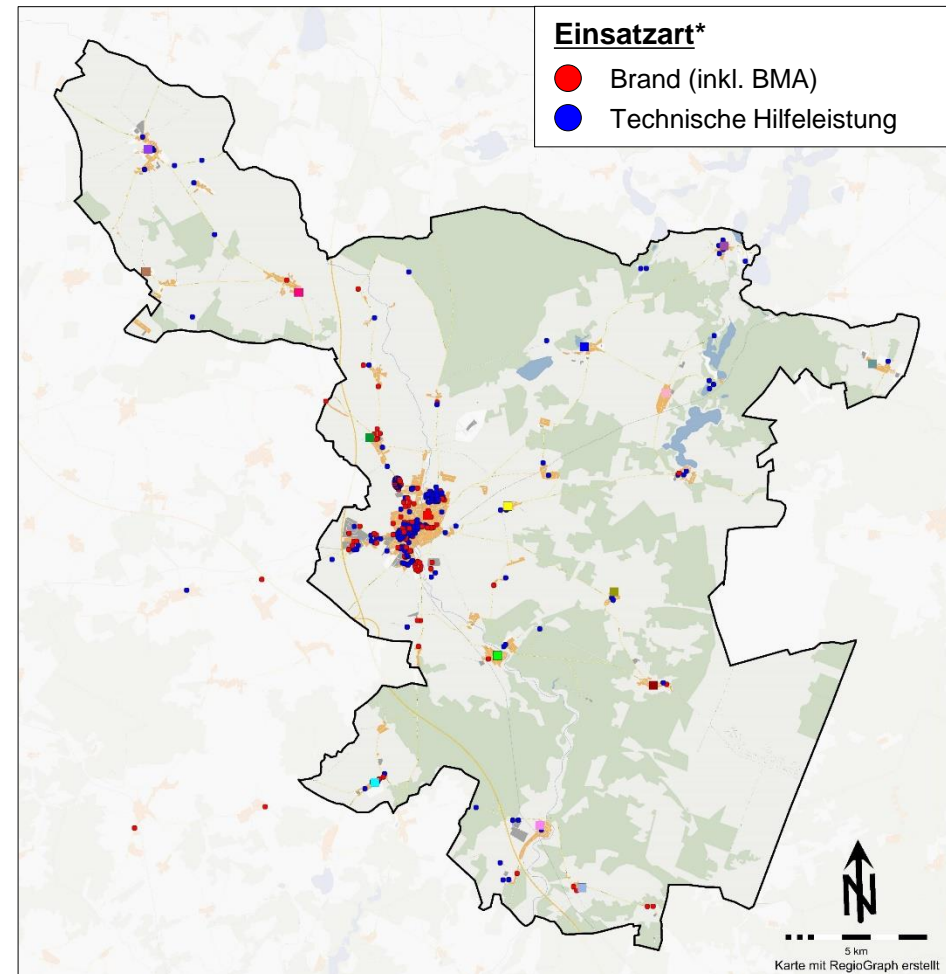 Einsatzart*
Brand (inkl. BMA)
Technische Hilfeleistung
N
5 km
Karte mit RegioGraph erstellt